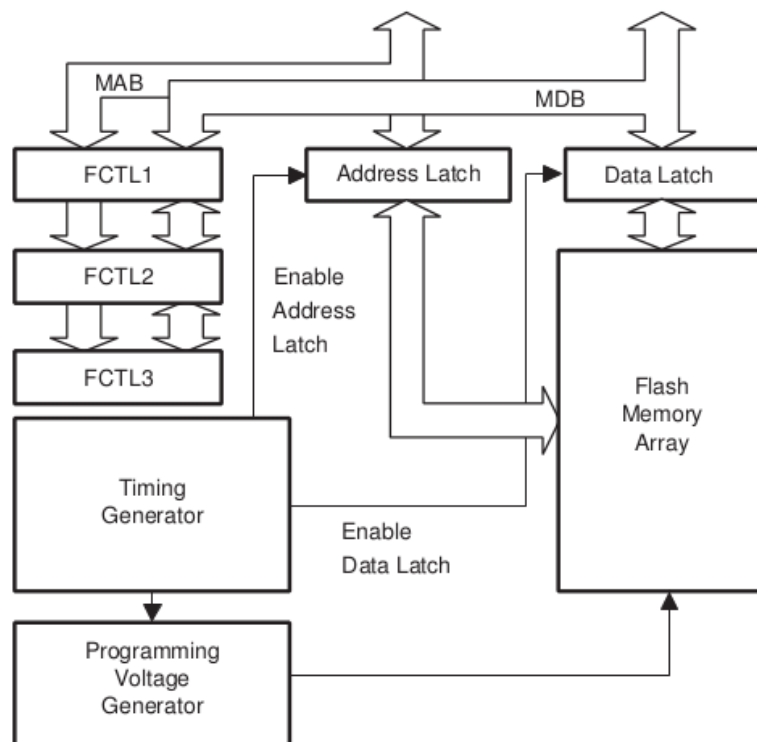 MAB
MDB
FCTL1
Address Latch
Data Latch
FCTL2
Enable
Address
Latch
FCTL3
Flash
Memory
Array
Timing
Generator
Enable
Data Latch
Programming
Voltage
Generator